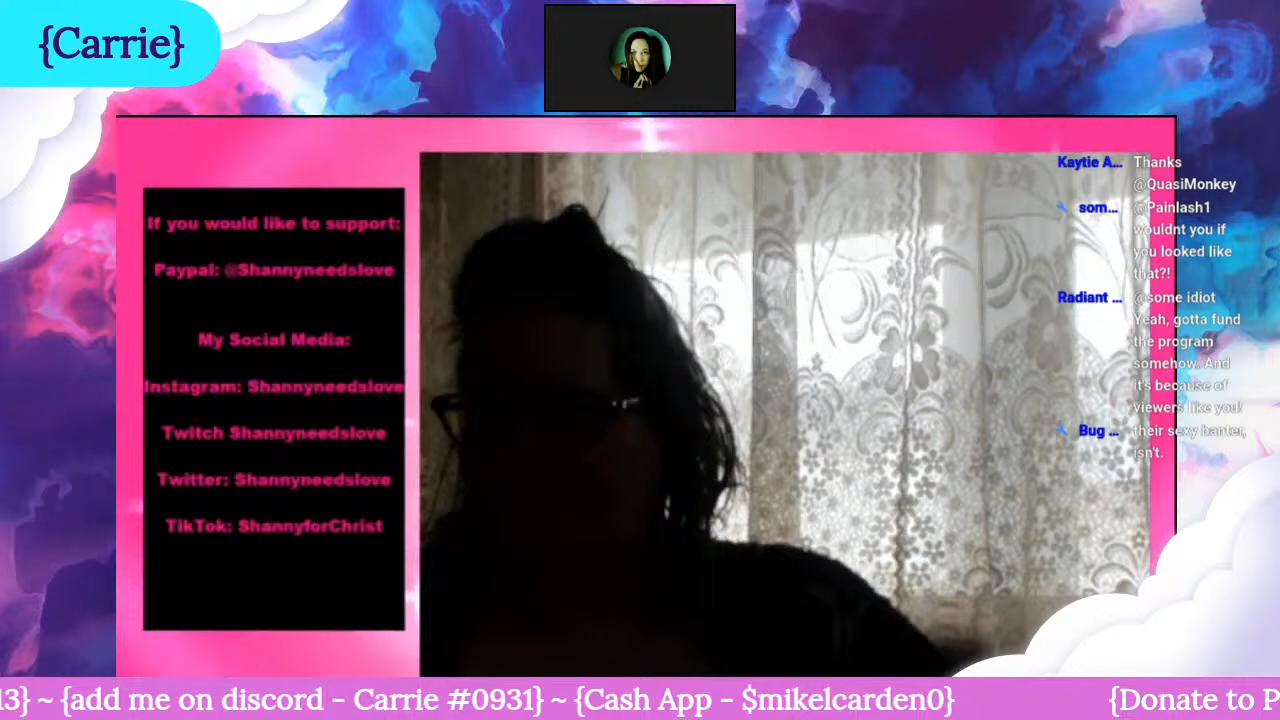 {Carrie}
If you would like to support:
Paypal: @Shannyneedslove
My Social Media:
Instagram: Shannyneedslove
Twitch Shannyneedslove
Twitter: Shannyneedslove
TikTok: ShannyforChrist
Kaytie A... Thanks
@QuasiMonkey
som... @Painlash1
wouldnt you if
you looked like
that?!
Radiant ... @some idiot
Yeah, gotta fund
the program
somehow. And
it's because of
viewers like you!
Bug ... their sexy banter,
isn't.
13} ~ {add me on discord - Carrie #0931} ~ {Cash App - $mikelcarden0} {Donate to P